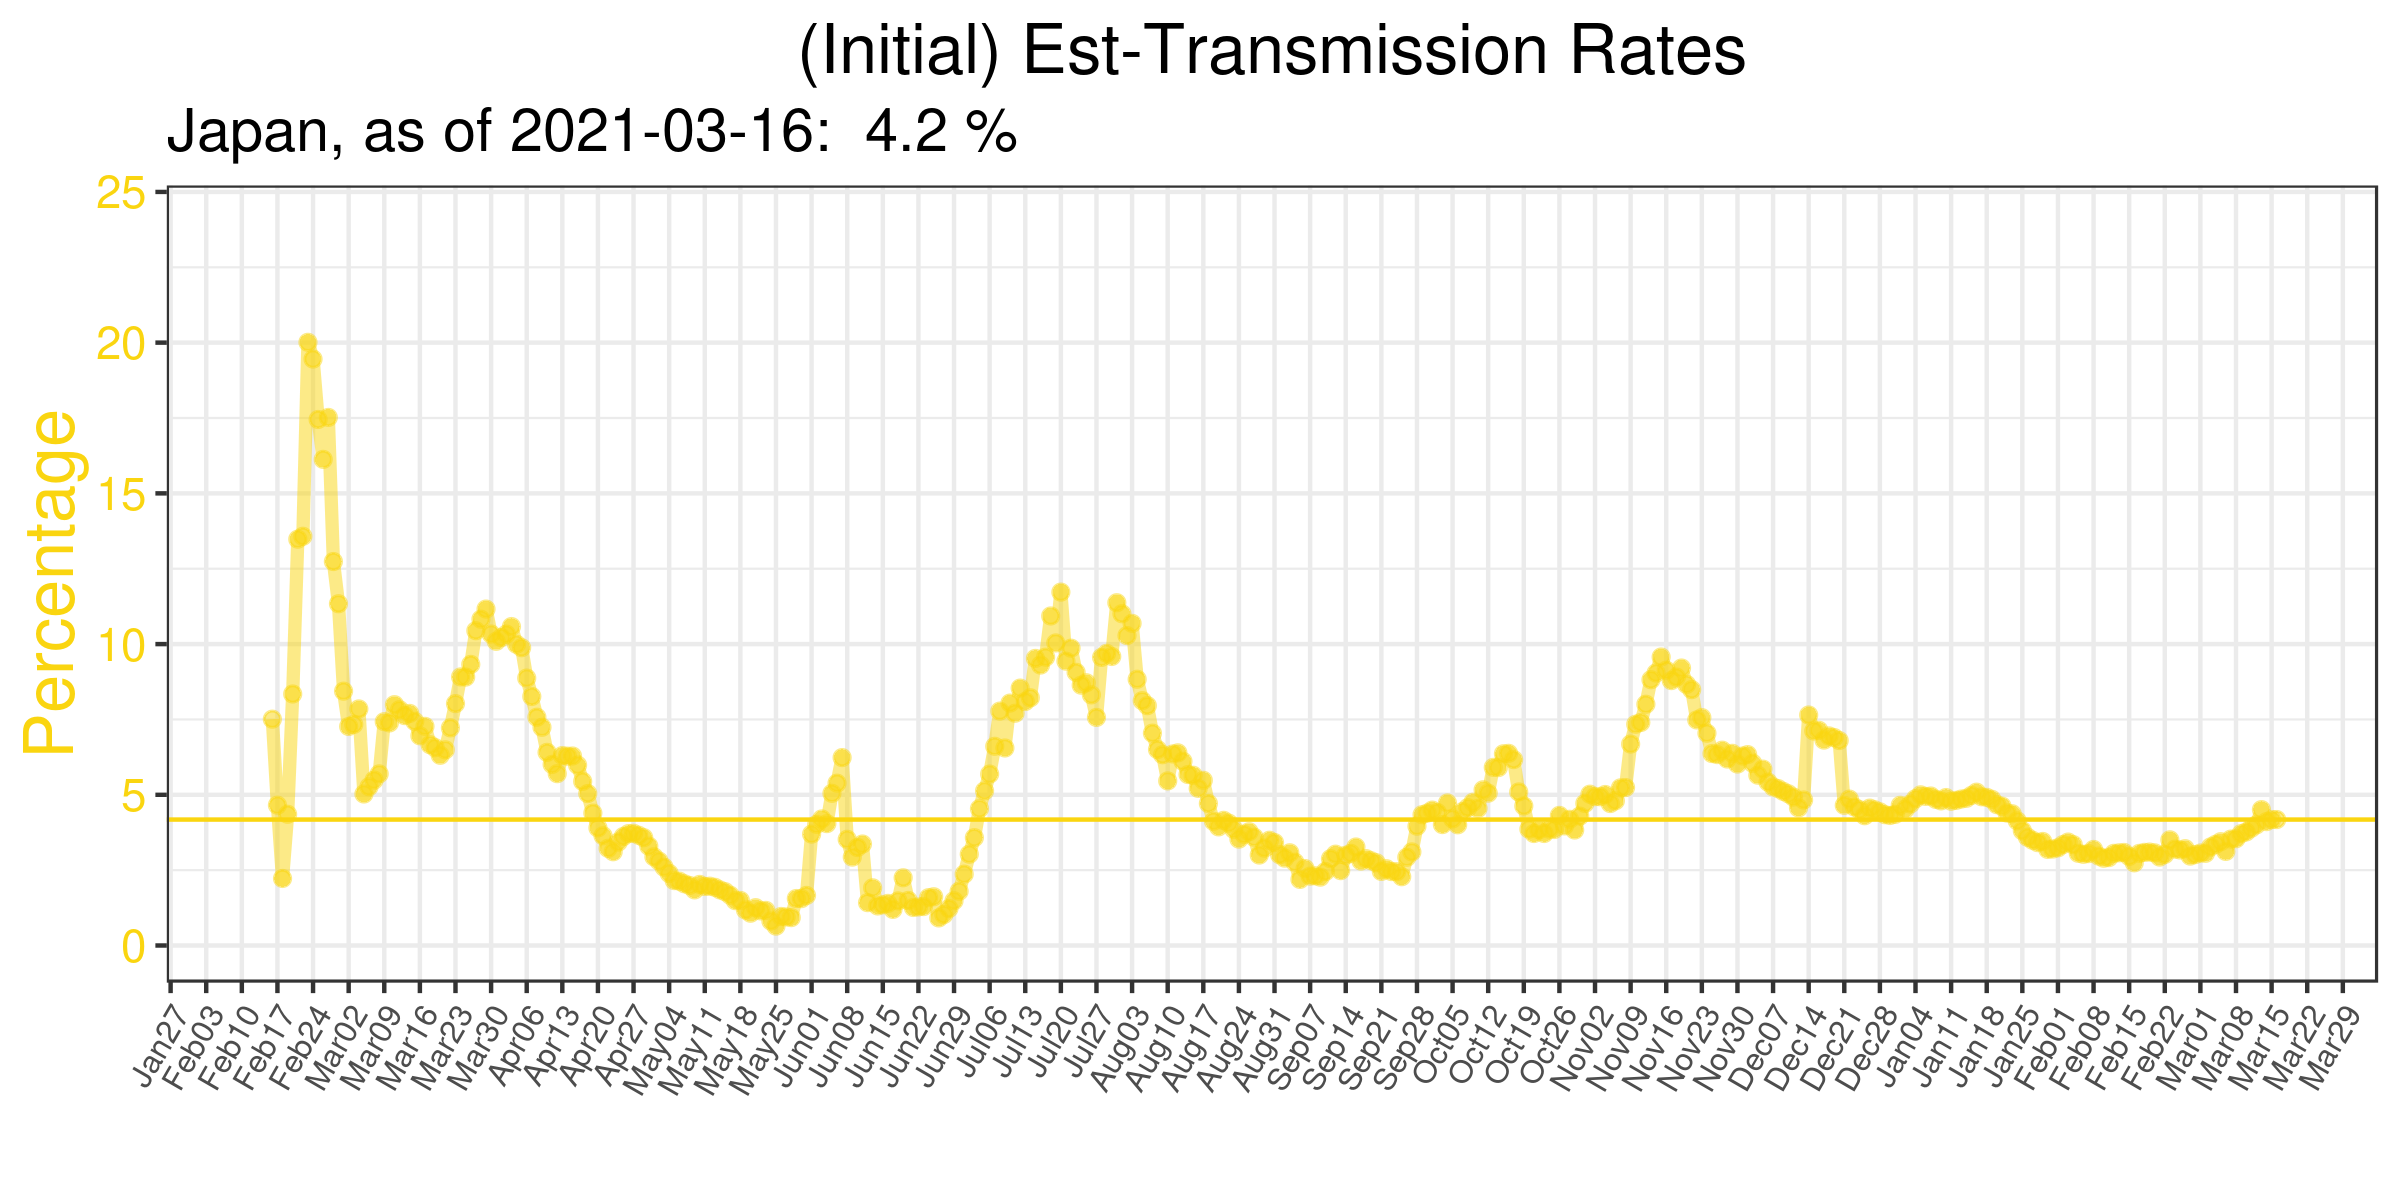 (Initial) Est-Transmission Rates
Japan, as of 2021-03-16: 4.2 %
Percentage
25
20
15
10
5
0
Jan27
Feb03
Feb10
Feb17
Feb24
Mar02
Mar09
Mar16
Mar23
Mar30
Apr06
Apr13
Apr20
Apr27
May04
May11
May18
May25
Jun01
Jun08
Jun15
Jun22
Jun29
Jul06
Jul13
Jul20
Jul27
Aug03
Aug10
Aug17
Aug24
Aug31
Sep07
Sep14
Sep21
Sep28
Oct05
Oct12
Oct19
Oct26
Nov02
Nov09
Nov16
Nov23
Nov30
Dec07
Dec14
Dec21
Dec28
Jan04
Jan11
Jan18
Jan25
Feb01
Feb08
Feb15
Feb22
Mar01
Mar08
Mar15
Mar22
Mar29